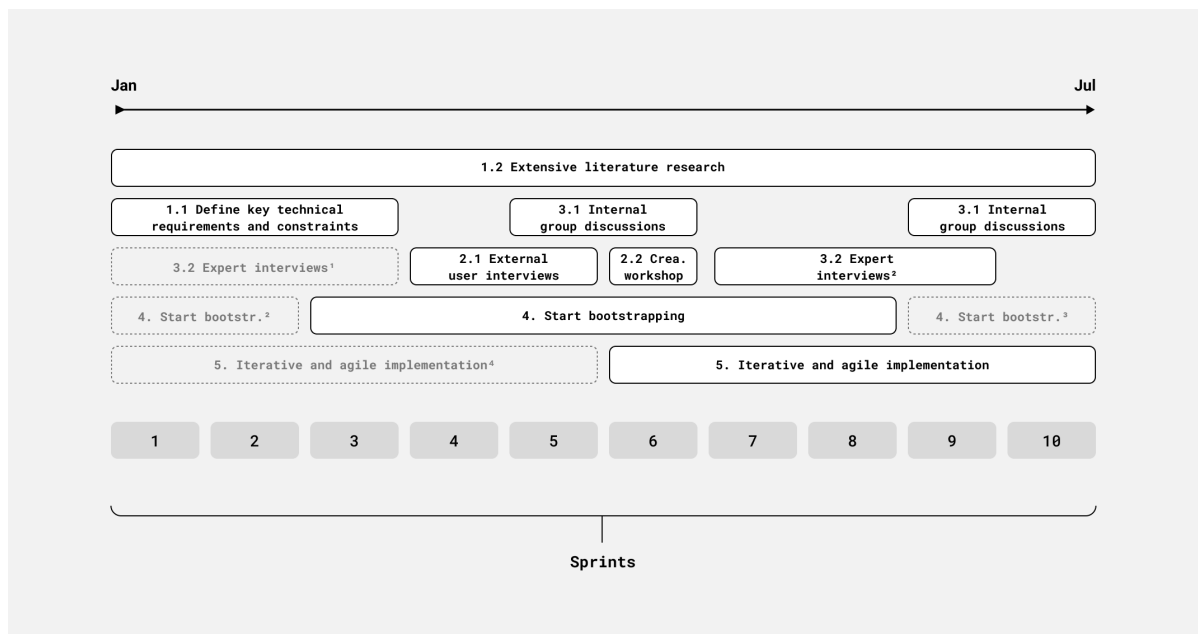 Jan
Jul
1.2 Extensive literature research
1.1 Define key technical
requirements and constraints
3.1 Internal
group discussions
3.1 Internal
group discussions
3.2 Expert interviews¹
2.1 External
user interviews
2.2 Crea.
workshop
3.2 Expert
interviews²
4. Start bootstr.²
4. Start bootstrapping
4. Start bootstr.³
5. Iterative and agile implementation⁴
5. Iterative and agile implementation
1
2
3
4
5
6
7
8
9
10
Sprints